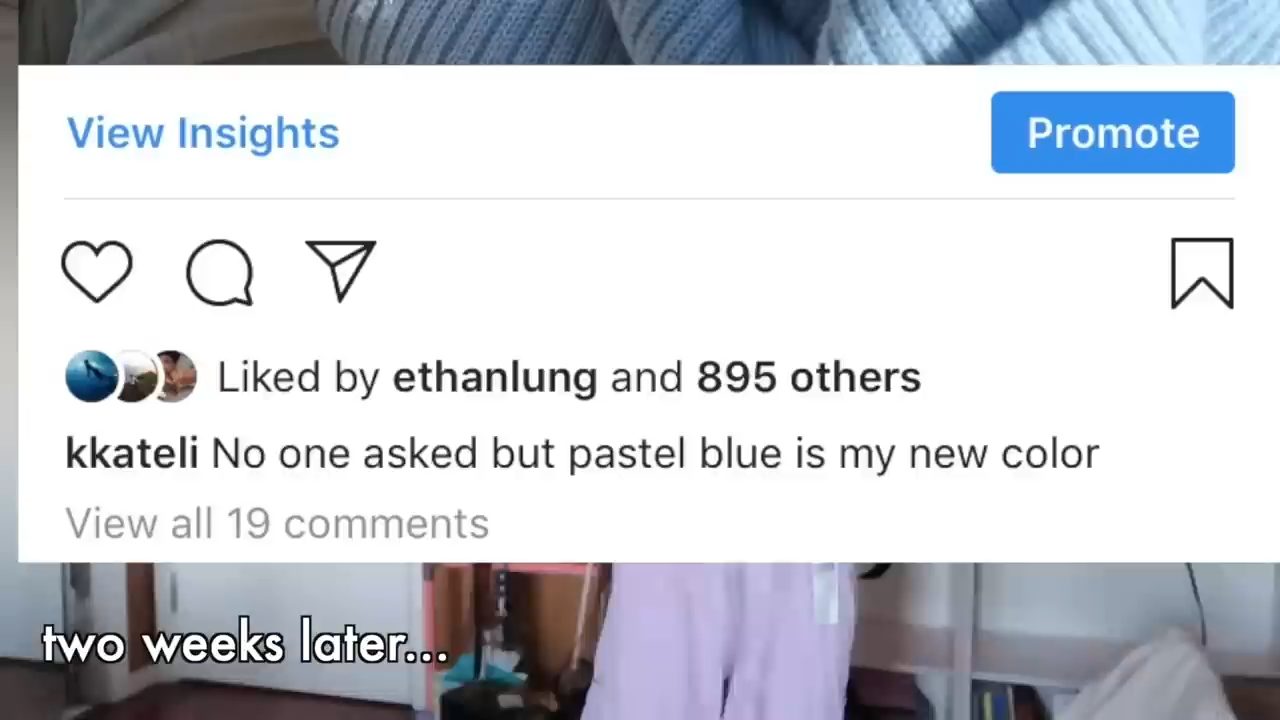 View Insights
Promote
Liked by ethanlung and 895 others
kkateli No one asked but pastel blue is my new color
View all 19 comments
two weeks later...